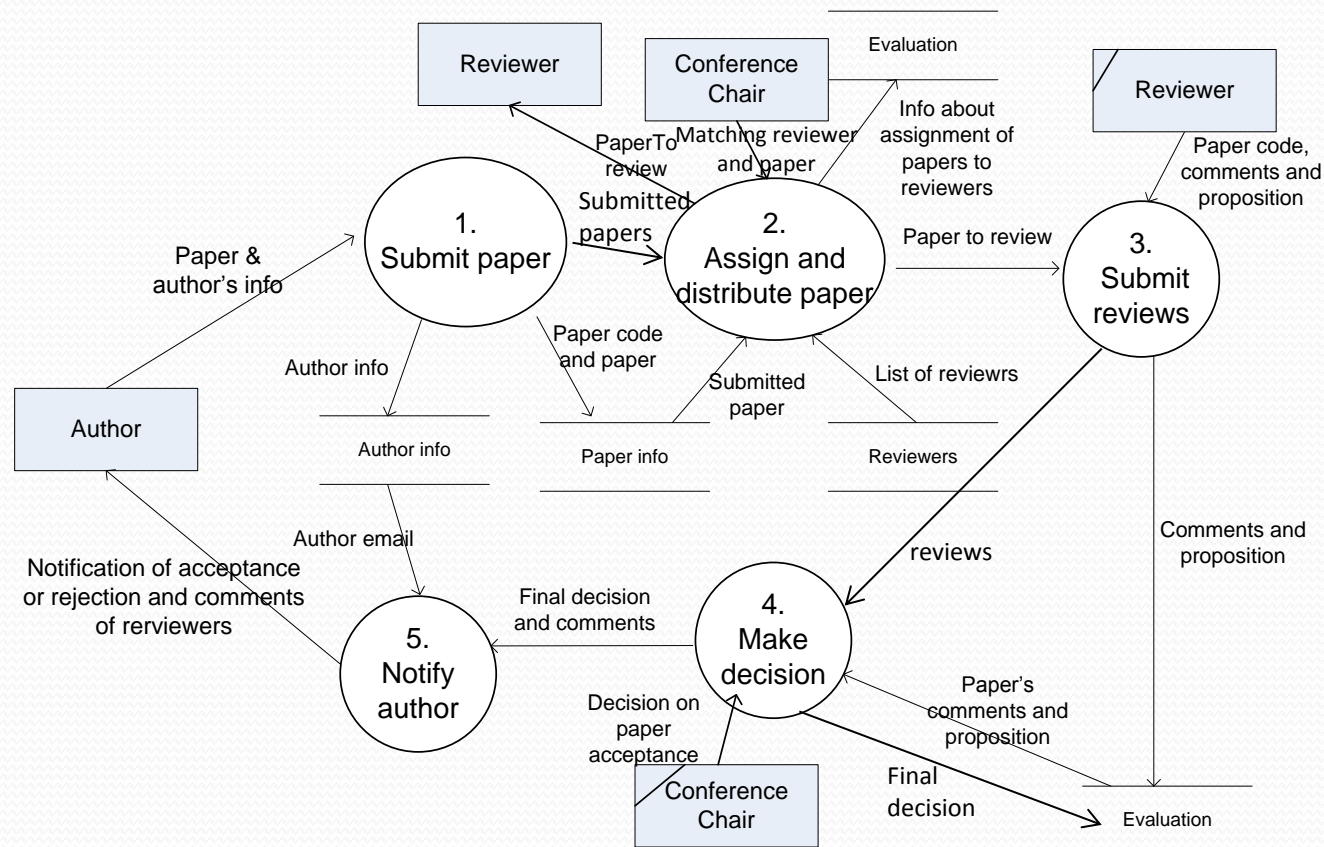 Reviewer
Conference
Chair
Evaluation
Reviewer
PaperTo
review
Matching reviewer
and paper
Info about
assignment of
papers to
reviewers
Paper code,
comments and
proposition
1.
Submit paper
Submitted
papers
2.
Assign and
distribute paper
Paper to review
3.
Submit
reviews
Paper &
author's info
Author info
Paper code
and paper
Submitted
paper
List of reviewrs
Author
Author info
Paper info
Reviewers
Author email
Notification of acceptance
or rejection and comments
of rerviewers
reviews
Comments and
proposition
Final decision
and comments
4.
Make
decision
5.
Notify
author
Decision on
paper
acceptance
Paper's
comments and
proposition
Final
decision
Conference
Chair
Evaluation